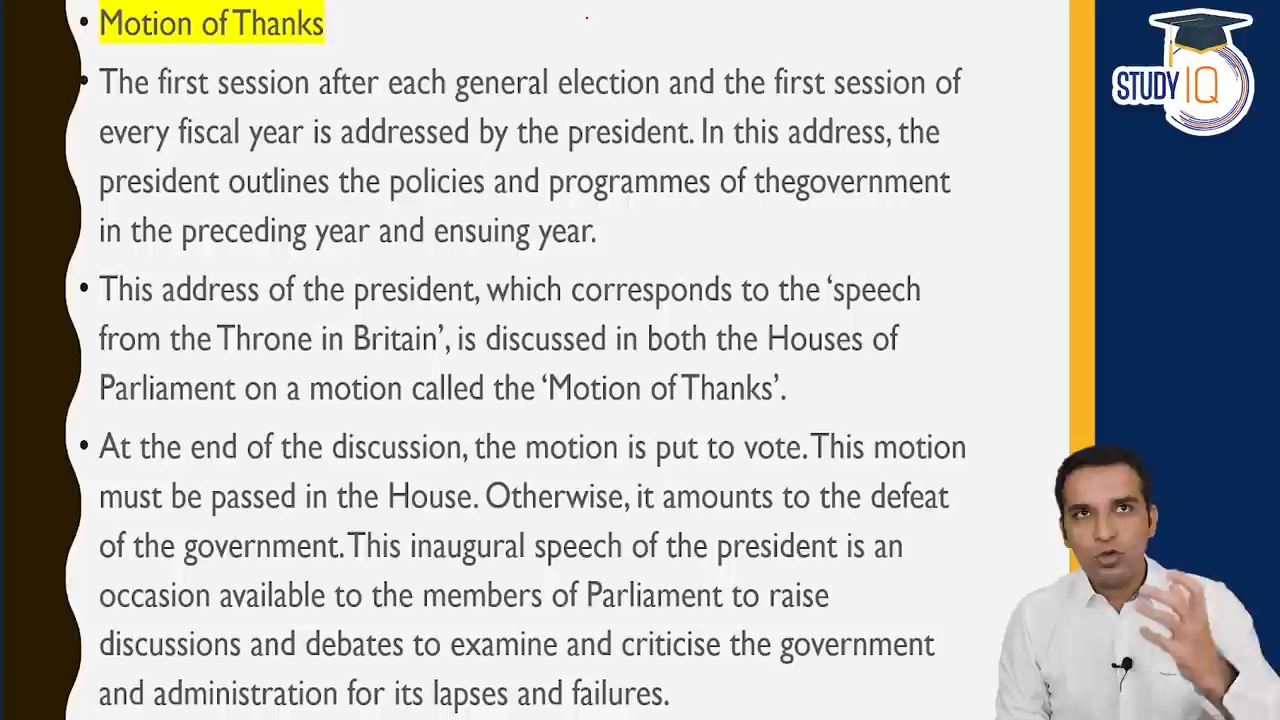 • Motion of Thanks
• The first session after each general election and the first session of
every fiscal year is addressed by the president. In this address, the
president outlines the policies and programmes of thegovernment
in the preceding year and ensuing year.
• This address of the president, which corresponds to the ‘speech
from the Throne in Britain’, is discussed in both the Houses of
Parliament on a motion called the ‘Motion of Thanks’.
• At the end of the discussion, the motion is put to vote. This motion
must be passed in the House. Otherwise, it amounts to the defeat
of the government. This inaugural speech of the president is an
occasion available to the members of Parliament to raise
discussions and debates to examine and criticise the government
and administration for its lapses and failures.
STUDY IQ